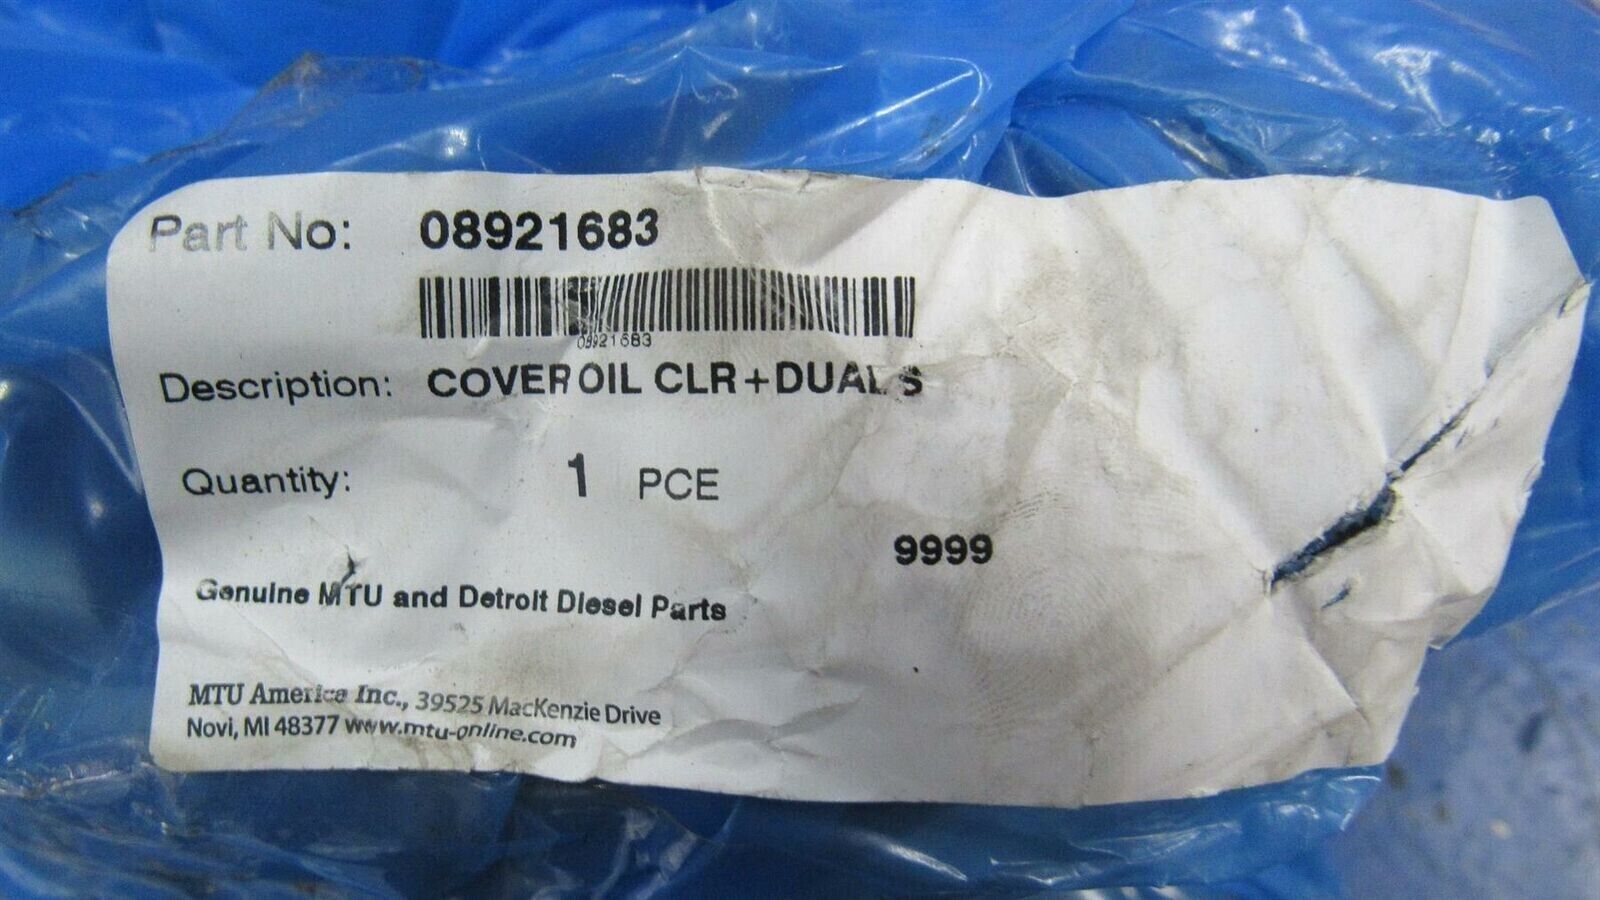 Part No: 08921683
08921683
Description: COVER OIL CLR+DUAL S
Quantity: 1 PCE
9999
Genuine MTU and Detroit Diesel Parts
MTU America Inc., 39525 MacKenzie Drive
Novi, MI 48377 www.mtu-online.com